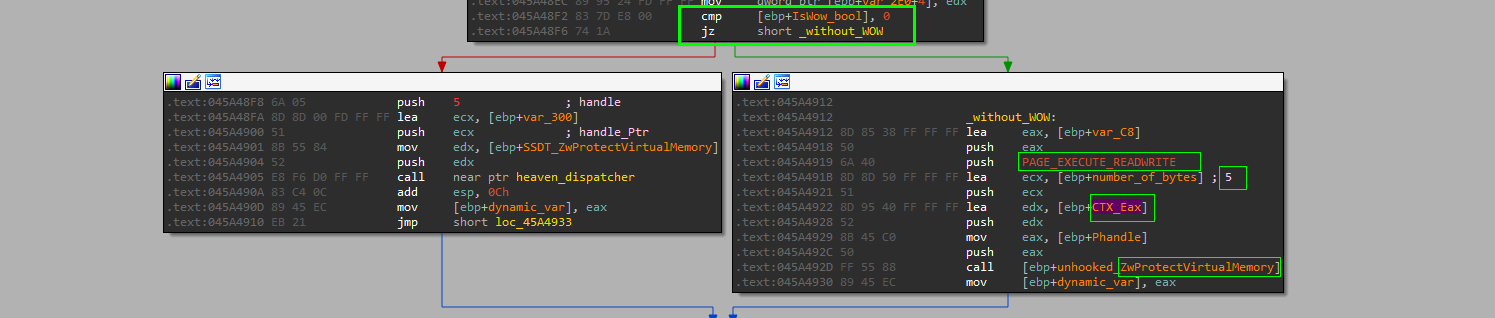 .text:045A48EC 89 95 24 FD FF FF mov dword ptr [ebp+var_2E0+4], edx
.text:045A48F2 83 7D E8 00 cmp [ebp+IsWow_bool], 0
.text:045A48F6 74 1A jz short _without_WOW
.text:045A48F8 6A 05 push 5 ; handle
.text:045A48FA 8D 8D 00 FD FF FF lea ecx, [ebp+var_300]
.text:045A4900 51 push ecx ; handle_Ptr
.text:045A4901 8B 55 84 mov edx, [ebp+SSDT_ZwProtectVirtualMemory]
.text:045A4904 52 push edx
.text:045A4905 E8 F6 D0 FF FF call near ptr heaven_dispatcher
.text:045A490A 83 C4 0C add esp, 0Ch
.text:045A490D 89 45 EC mov [ebp+dynamic_var], eax
.text:045A4910 EB 21 jmp short loc_45A4933
.text:045A4912
.text:045A4912 _without_WOW:
.text:045A4912 8D 85 38 FF FF FF lea eax, [ebp+var_C8]
.text:045A4918 50 push eax
.text:045A4919 6A 40 push PAGE_EXECUTE_READWRITE
.text:045A491B 8D 8D 50 FF FF FF lea ecx, [ebp+number_of_bytes] ; 5
.text:045A4921 51 push ecx
.text:045A4922 8D 95 40 FF FF FF lea edx, [ebp+CTX_Eax]
.text:045A4928 52 push edx
.text:045A4929 8B 45 C0 mov eax, [ebp+Phandle]
.text:045A492C 50 push eax
.text:045A492D FF 55 88 call [ebp+unhooked_ZwProtectVirtualMemory]
.text:045A4930 89 45 EC mov [ebp+dynamic_var], eax